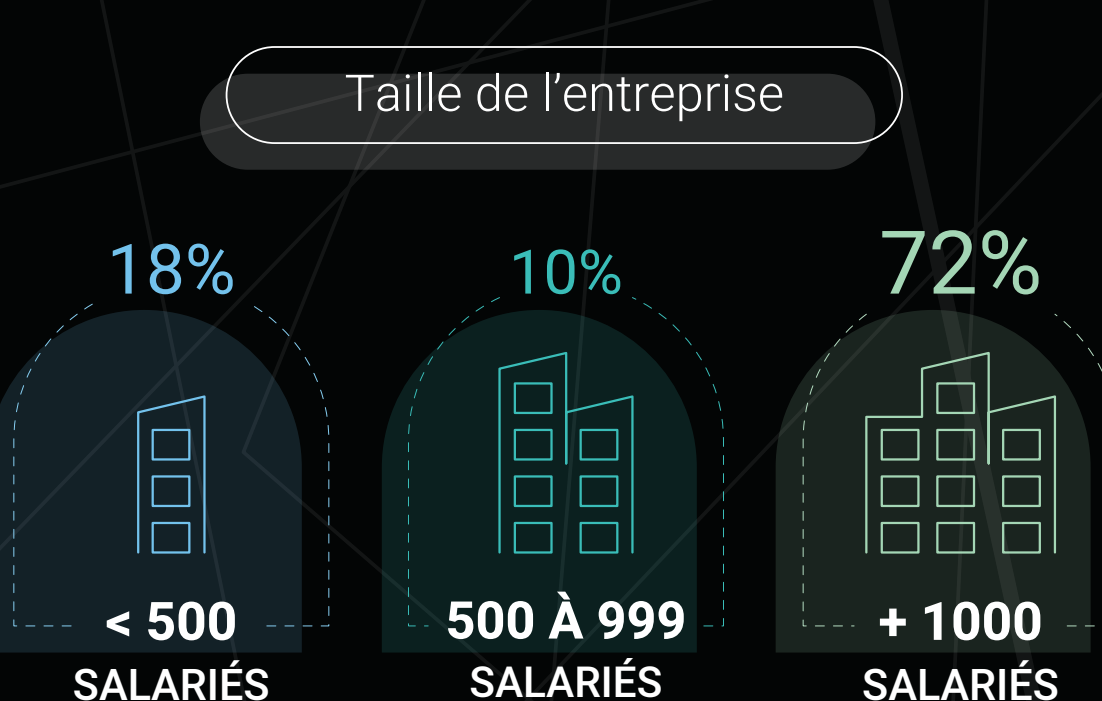 Taille de l’entreprise
18%
10%
72%
< 500
SALARIÉS
500 À 999
SALARIÉS
+ 1000
SALARIÉS